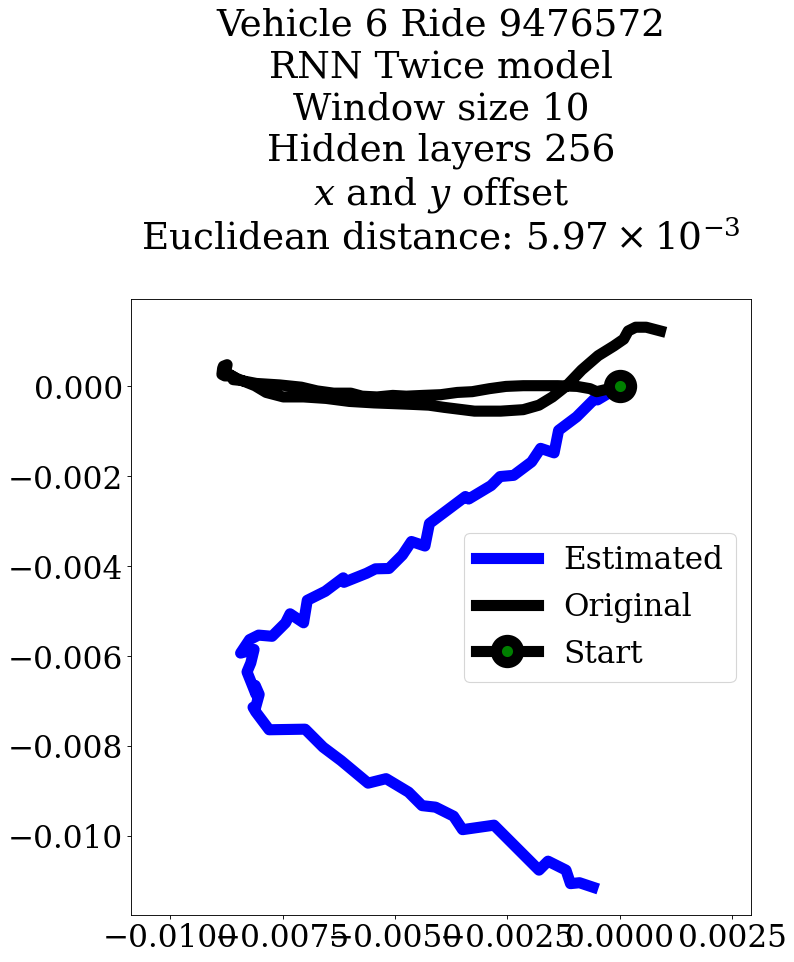 Vehicle 6 Ride 9476572
RNN Twice model
Window size 10
Hidden layers 256
x and y offset
Euclidean distance: 5.97 × 10⁻³
0.000
−0.002
−0.004
−0.006
−0.008
−0.010
Estimated
Original
Start
−0.0100 −0.0075 −0.0050 −0.0025 0.0000 0.0025